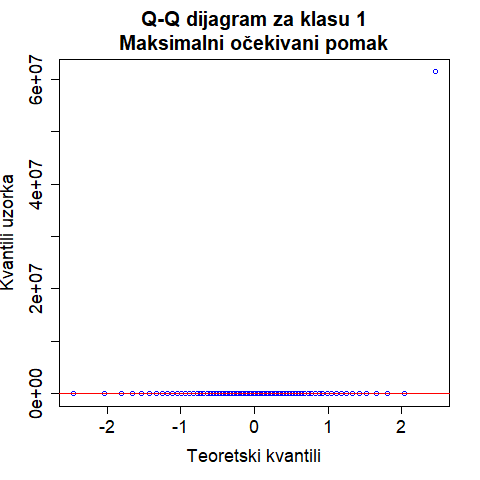 Q-Q dijagram za klasu 1
Maksimalni očekivani pomak
Kvantili uzorka
6e+07
4e+07
2e+07
0e+00
-2
-1
0
1
2
Teoretski kvantili